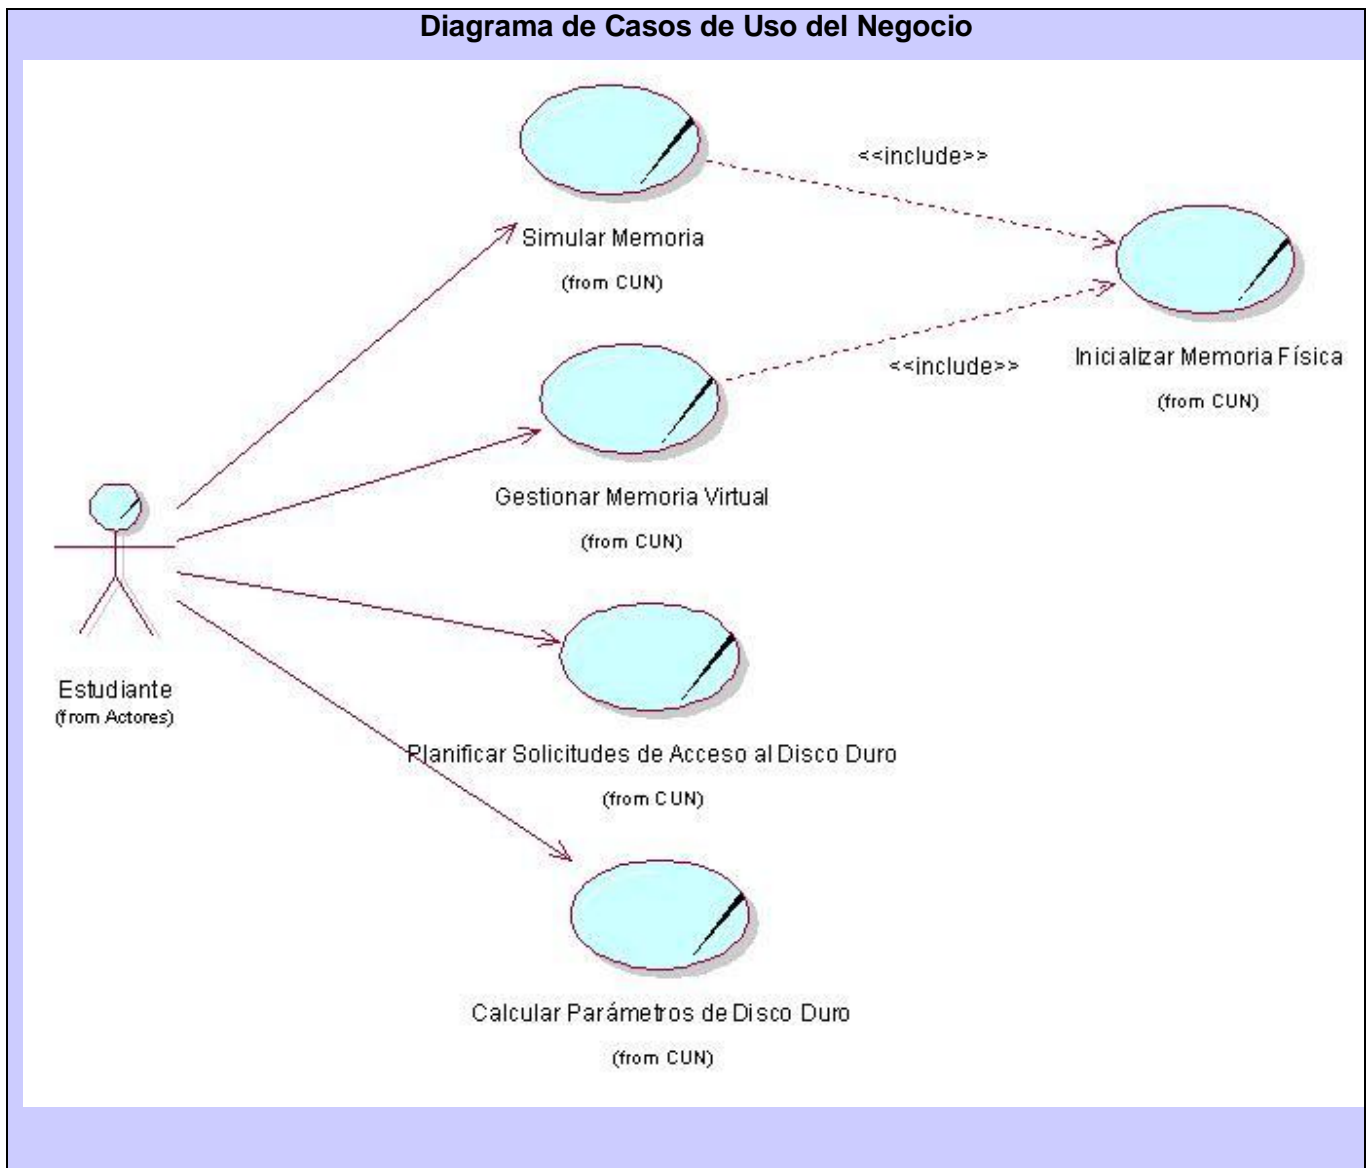 Diagrama de Casos de Uso del Negocio
<<include>>
Simular Memoria
(from CUN)
Inicializar Memoria Física
(from CUN)
<<include>>
Gestionar Memoria Virtual
(from CUN)
Estudiante
(from Actores)
Planificar Solicitudes de Acceso al Disco Duro
(from CUN)
Calcular Parámetros de Disco Duro
(from CUN)